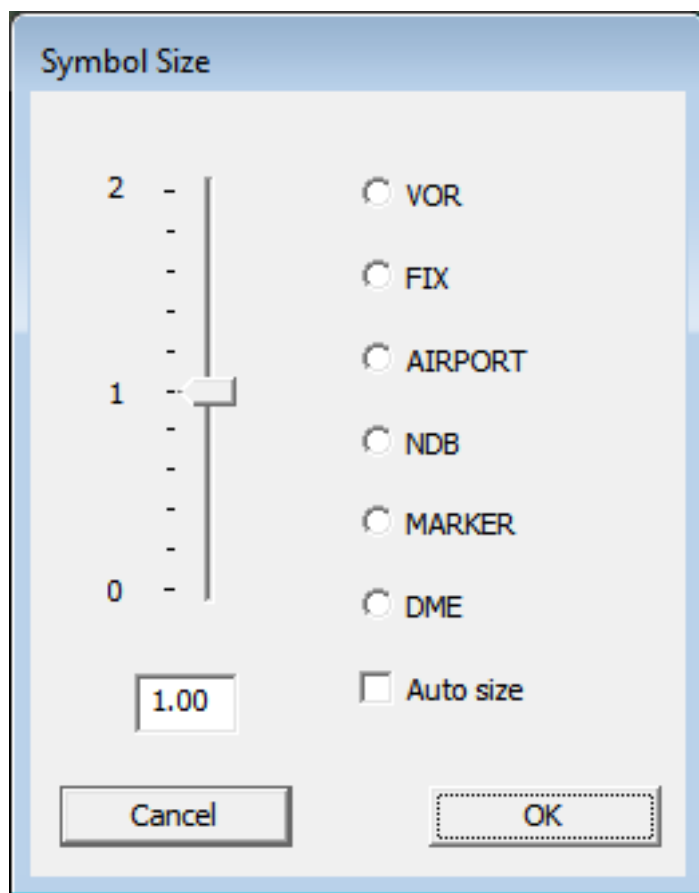 Symbol Size
2
1
0
1.00
VOR
FIX
AIRPORT
NDB
MARKER
DME
Auto size
Cancel
OK